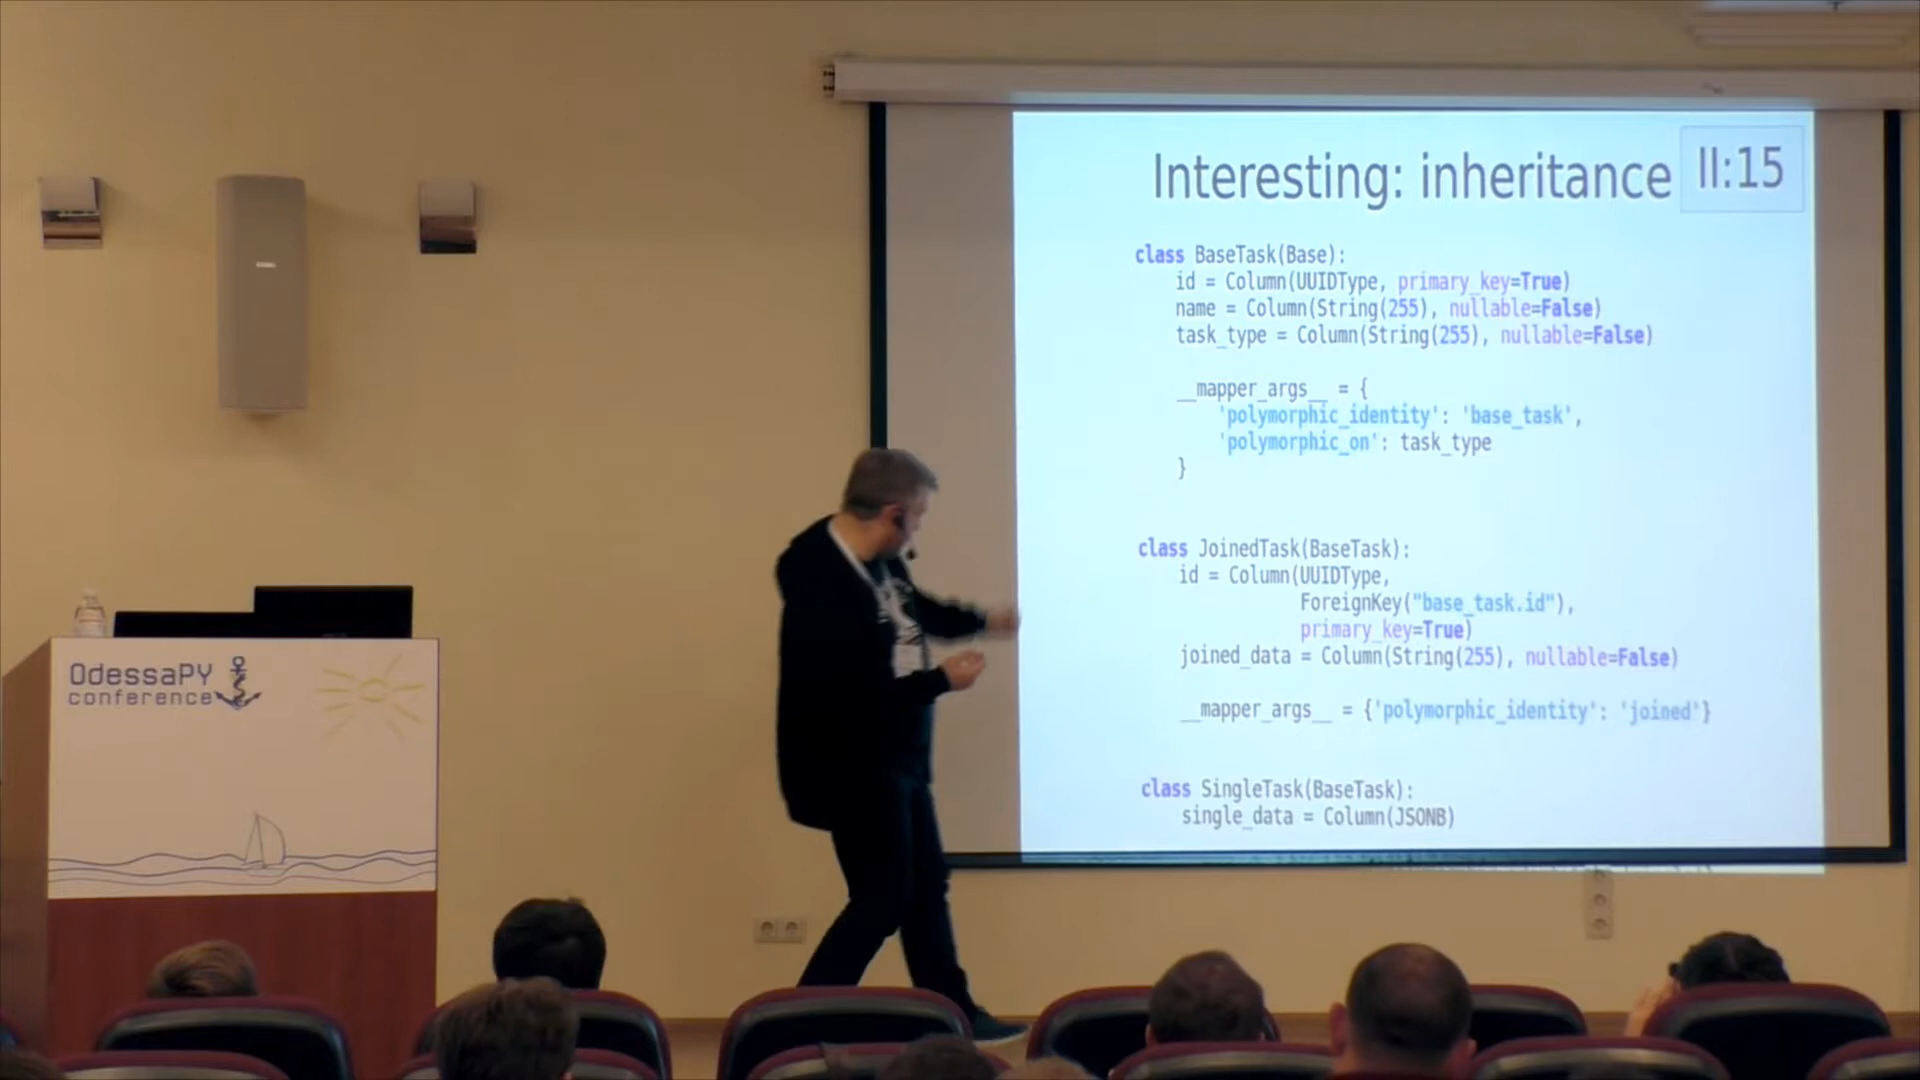 Interesting: inheritance
II:15
class BaseTask(Base):
id = Column(UUIDType, primary_key=True)
name = Column(String(255), nullable=False)
task_type = Column(String(255), nullable=False)
__mapper_args__ = {
'polymorphic_identity': 'base_task',
'polymorphic_on': task_type
}
class JoinedTask(BaseTask):
id = Column(UUIDType,
ForeignKey("base_task.id"),
primary_key=True)
joined_data = Column(String(255), nullable=False)
__mapper_args__ = {'polymorphic_identity': 'joined'}
class SingleTask(BaseTask):
single_data = Column(JSONB)
OdessaPY
conference